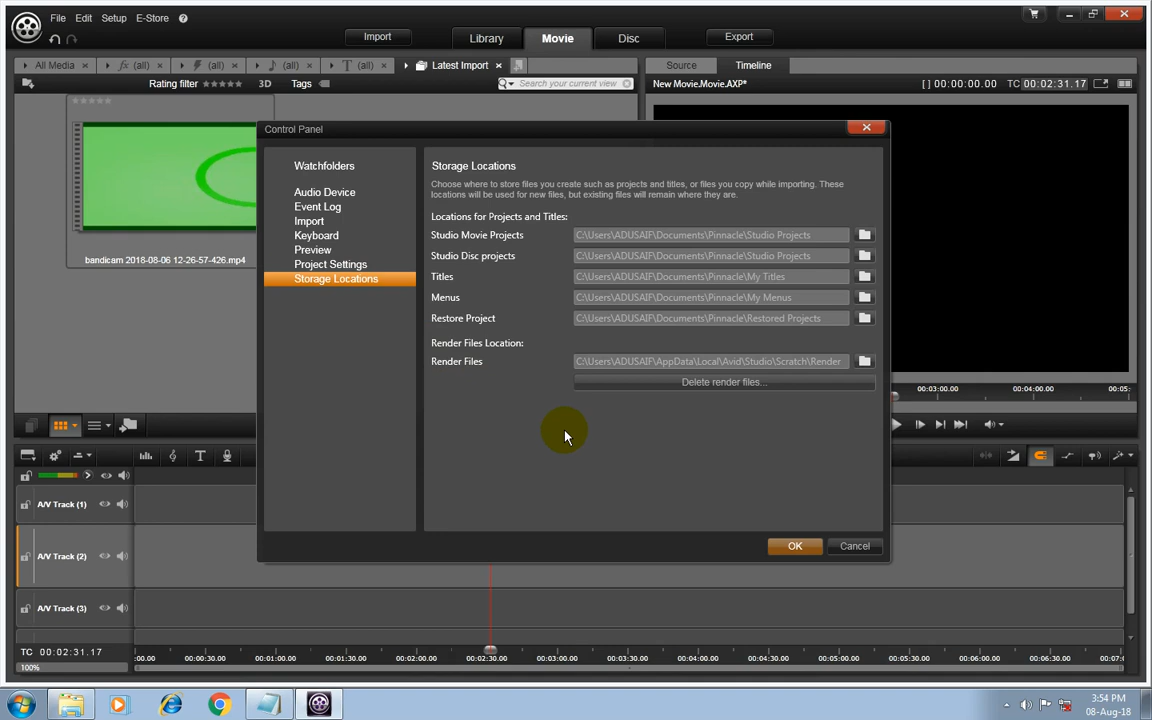 File Edit Setup E-Store
Import Library Movie Disc Export
All Media x fx (all) x (all) x (all) x T (all) x Latest Import x Source Timeline
Rating filter 3D Tags Search your current view New Movie.Movie.AXP* [ ] 00:00:00.00 TC 00:02:31.17
bandicam 2018-08-06 12-26-57-426.mp4
Control Panel
Watchfolders
Audio Device
Event Log
Import
Keyboard
Preview
Project Settings
Storage Locations
Storage Locations
Choose where to store files you create such as projects and titles, or files you copy while importing. These
locations will be used for new files, but existing files will remain where they are.
Locations for Projects and Titles:
Studio Movie Projects C:\Users\ADUSAIF\Documents\Pinnacle\Studio Projects
Studio Disc projects C:\Users\ADUSAIF\Documents\Pinnacle\Studio Projects
Titles C:\Users\ADUSAIF\Documents\Pinnacle\My Titles
Menus C:\Users\ADUSAIF\Documents\Pinnacle\My Menus
Restore Project C:\Users\ADUSAIF\Documents\Pinnacle\Restored Projects
Render Files Location:
Render Files C:\Users\ADUSAIF\AppData\Local\Avid\Studio\Scratch\Render
Delete render files...
OK Cancel
00:03:00.00 00:04:00.00 00:05:
A/V Track (1)
A/V Track (2)
A/V Track (3)
TC 00:02:31.17
100%
:00.00 00:00:30.00 00:01:00.00 00:01:30.00 00:02:00.00 00:02:30.00 00:03:00.00 00:03:30.00 00:04:00.00 00:04:30.00 00:05:00.00 00:05:30.00 00:06:00.00 00:06:30.00 00:07:0
3:54 PM
08-Aug-18